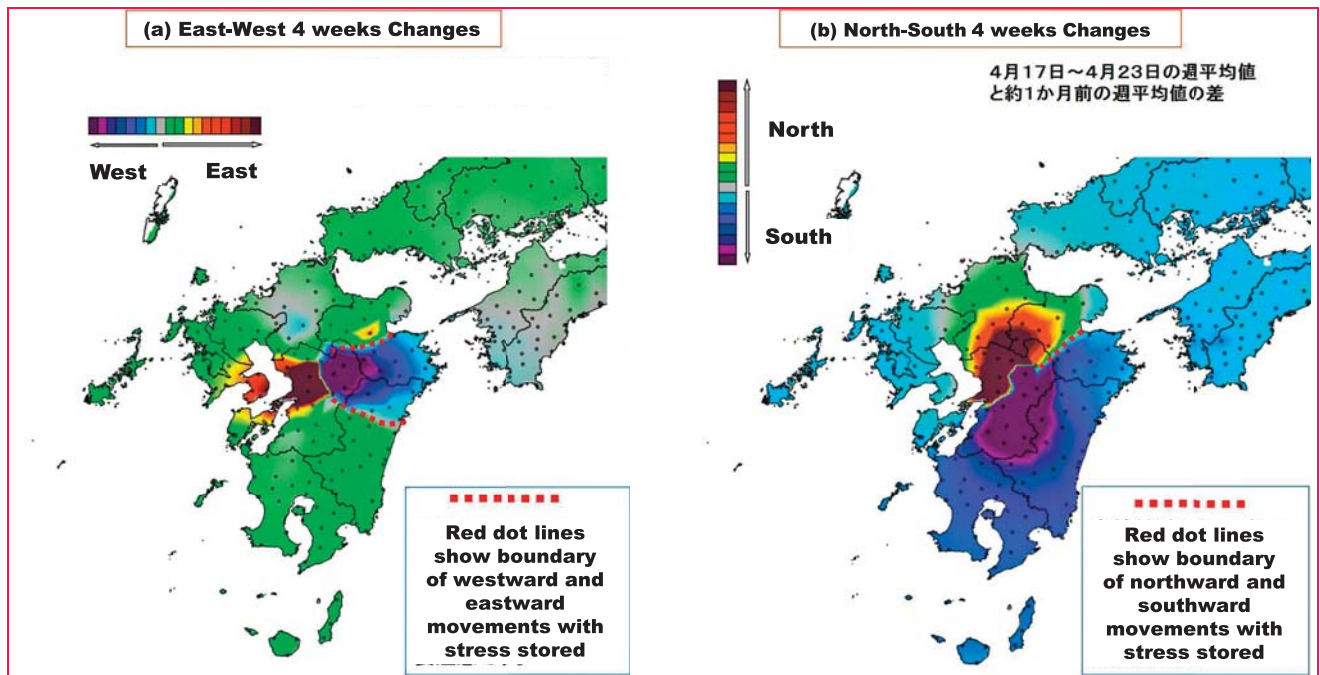 (a) East-West 4 weeks Changes
West
East
Red dot lines
show boundary
of westward and
eastward
movements with
stress stored
(b) North-South 4 weeks Changes
4月17日～4月23日の週平均値
と約1か月前の週平均値の差
North
South
Red dot lines
show boundary
of northward and
southward
movements with
stress stored